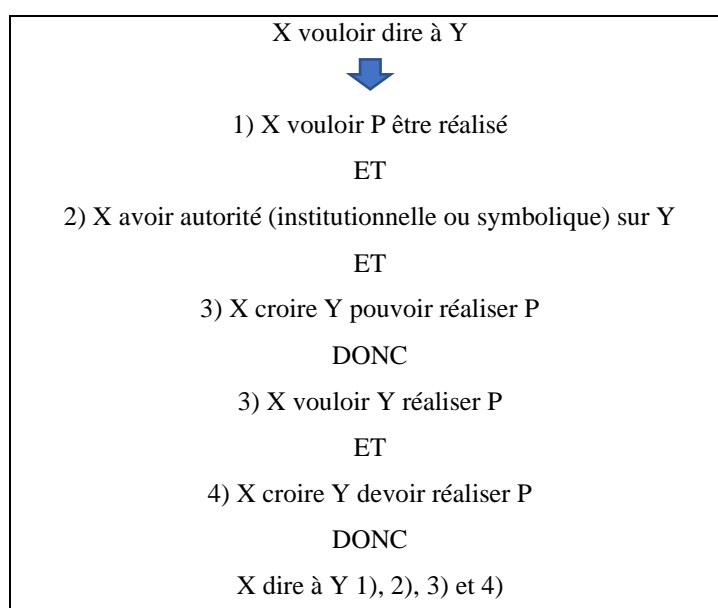 X vouloir dire à Y
1) X vouloir P être réalisé
ET
2) X avoir autorité (institutionnelle ou symbolique) sur Y
ET
3) X croire Y pouvoir réaliser P
DONC
3) X vouloir Y réaliser P
ET
4) X croire Y devoir réaliser P
DONC
X dire à Y 1), 2), 3) et 4)